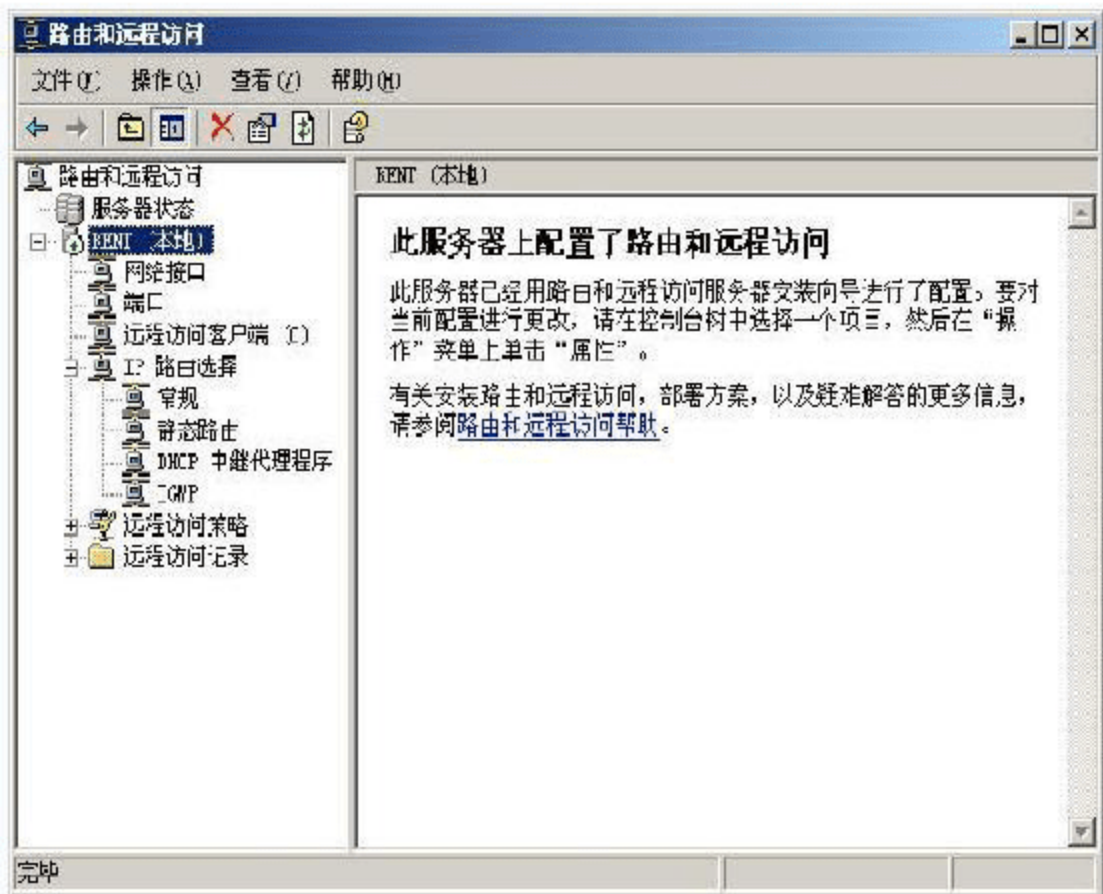 路由和远程访问
文件(F) 操作(A) 查看(V) 帮助(H)
路由和远程访问
服务器状态
RENT (本地)
网络接口
端口
远程访问客户端 (0)
IP 路由选择
常规
静态路由
DHCP 中继代理程序
IGMP
远程访问策略
远程访问记录
RENT (本地)
此服务器上配置了路由和远程访问
此服务器已经用路由和远程访问服务器安装向导进行了配置。要对
当前配置进行更改，请在控制台树中选择一个项目，然后在“操
作”菜单上单击“属性”。
有关安装路由和远程访问，部署方案，以及疑难解答的更多信息，
请参阅路由和远程访问帮助。
完毕